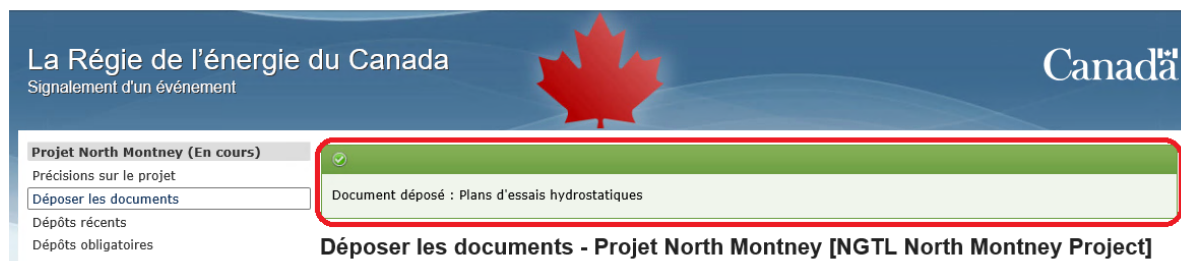 La Régie de l'énergie du Canada
Signalement d'un événement
Canada
Projet North Montney (En cours)
Précisions sur le projet
Déposer les documents
Dépôts récents
Dépôts obligatoires
Document déposé : Plans d'essais hydrostatiques
Déposer les documents - Projet North Montney [NGTL North Montney Project]